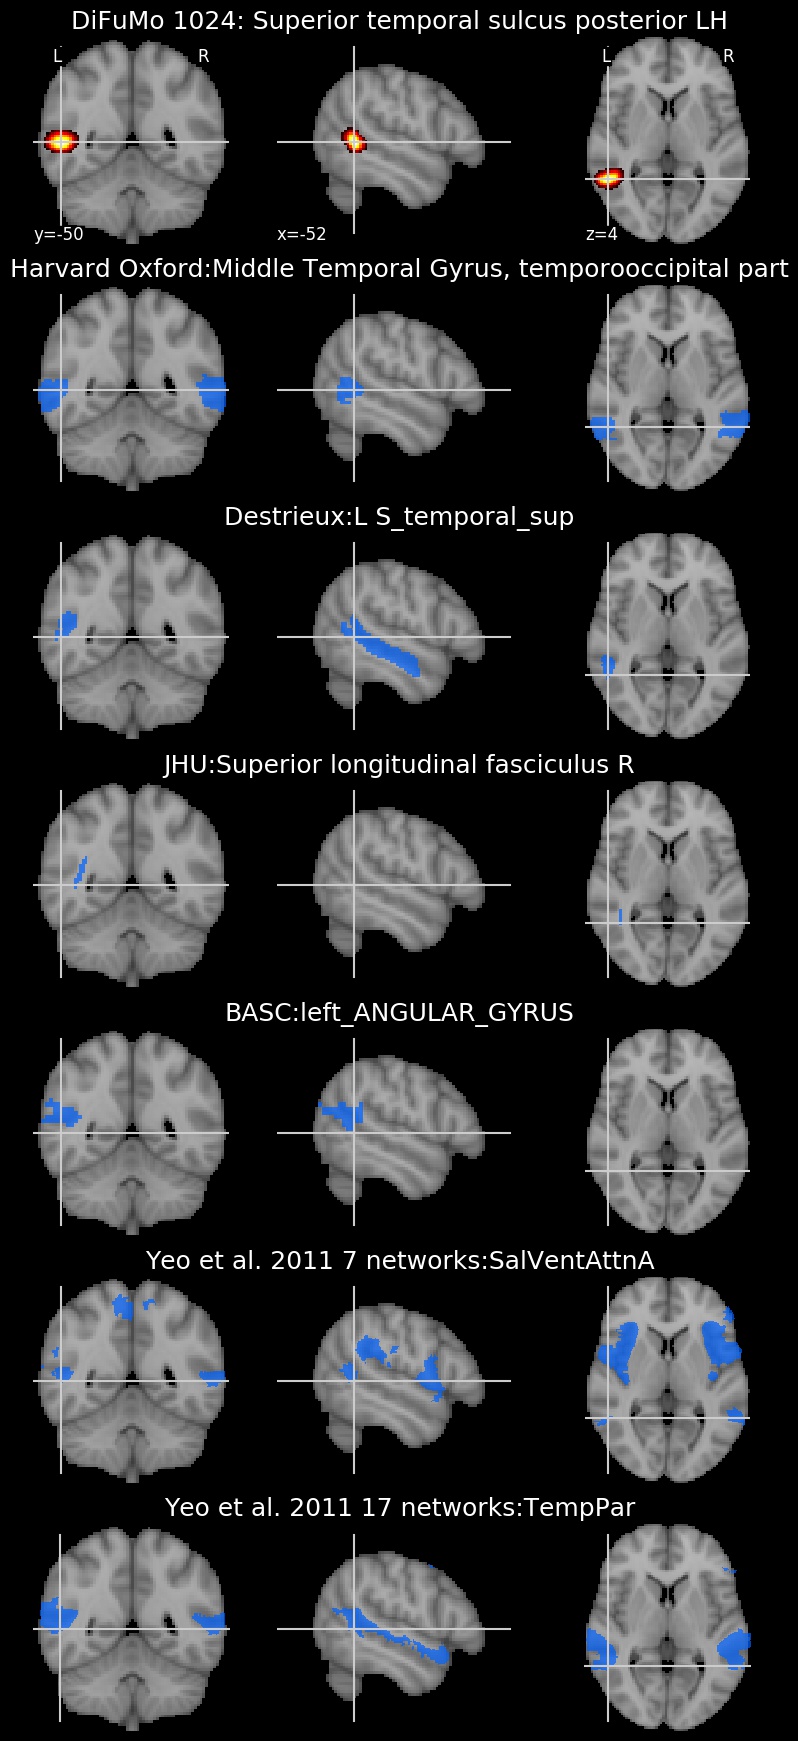 DiFuMo 1024: Superior temporal sulcus posterior LH
L R L R
y=-50 x=-52 z=4
Harvard Oxford:Middle Temporal Gyrus, temporooccipital part
Destrieux:L S_temporal_sup
JHU:Superior longitudinal fasciculus R
BASC:left_ANGULAR_GYRUS
Yeo et al. 2011 7 networks:SalVentAttnA
Yeo et al. 2011 17 networks:TempPar